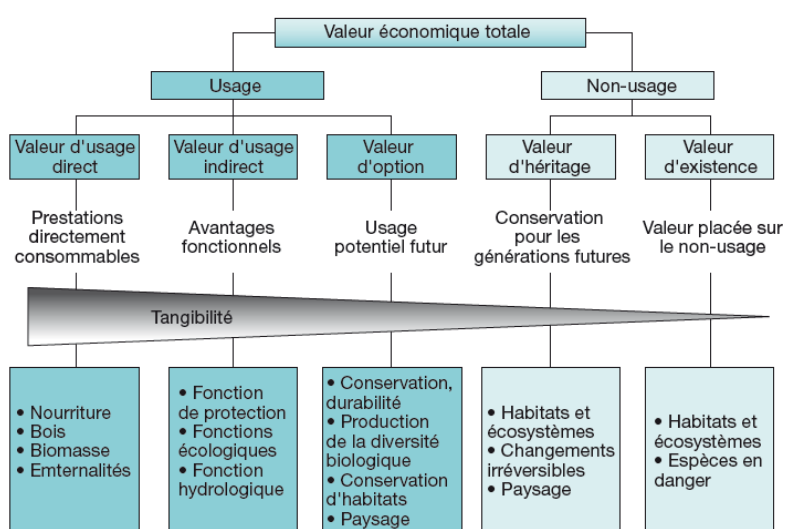 Valeur économique totale
Usage
Non-usage
Valeur d'usage
direct
Valeur d'usage
indirect
Valeur
d'option
Valeur
d'héritage
Valeur
d'existence
Prestations
directement
consommables
Avantages
fonctionnels
Usage
potentiel futur
Conservation
pour les
générations futures
Valeur placée sur
le non-usage
Tangibilité
• Nourriture
• Bois
• Biomasse
• Emternalités
• Fonction
de protection
• Fonctions
écologiques
• Fonction
hydrologique
• Conservation,
durabilité
• Production
de la diversité
biologique
• Conservation
d'habitats
• Paysage
• Habitats et
écosystèmes
• Changements
irréversibles
• Paysage
• Habitats et
écosystèmes
• Espèces en
danger